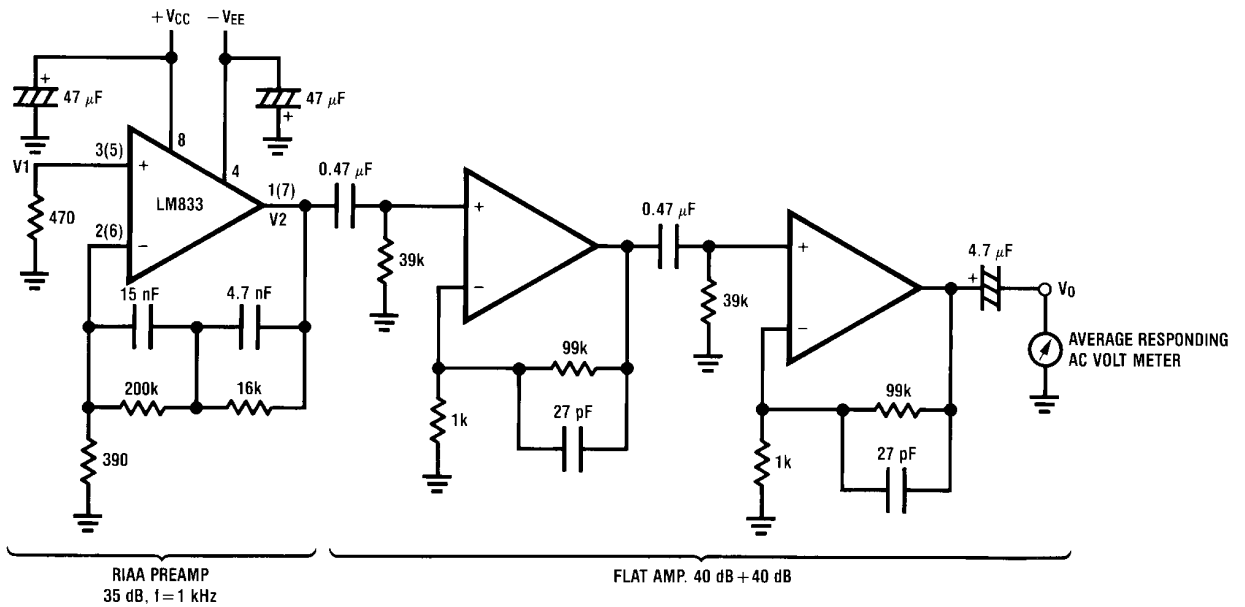 +VCC −VEE
+
47 μF
47 μF
+
8
3(5)
V1
+
4
0.47 μF
LM833
1(7)
V2
470
2(6)
−
+
0.47 μF
39k
−
+
4.7 μF
+
VO
39k
−
AVERAGE RESPONDING
AC VOLT METER
15 nF
4.7 nF
200k
16k
99k
1k
27 pF
99k
1k
27 pF
390
RIAA PREAMP
35 dB, f=1 kHz
FLAT AMP. 40 dB+40 dB